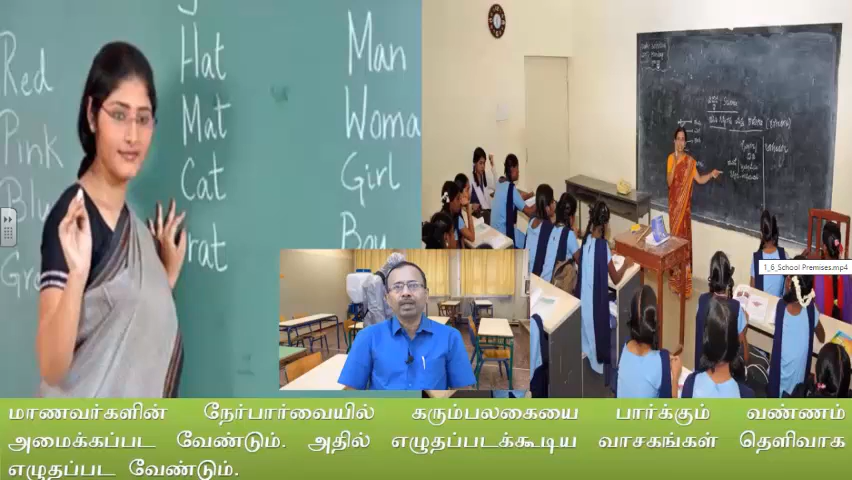 Red
Pink
Hat
Mat
Cat
rat
Man
Woma
Girl
Boy
1_6_School Premises.mp4
மாணவர்களின் நேர்பார்வையில் கரும்பலகையை பார்க்கும் வண்ணம்
அமைக்கப்பட வேண்டும். அதில் எழுதப்படக்கூடிய வாசகங்கள் தெளிவாக
எழுதப்பட வேண்டும்.